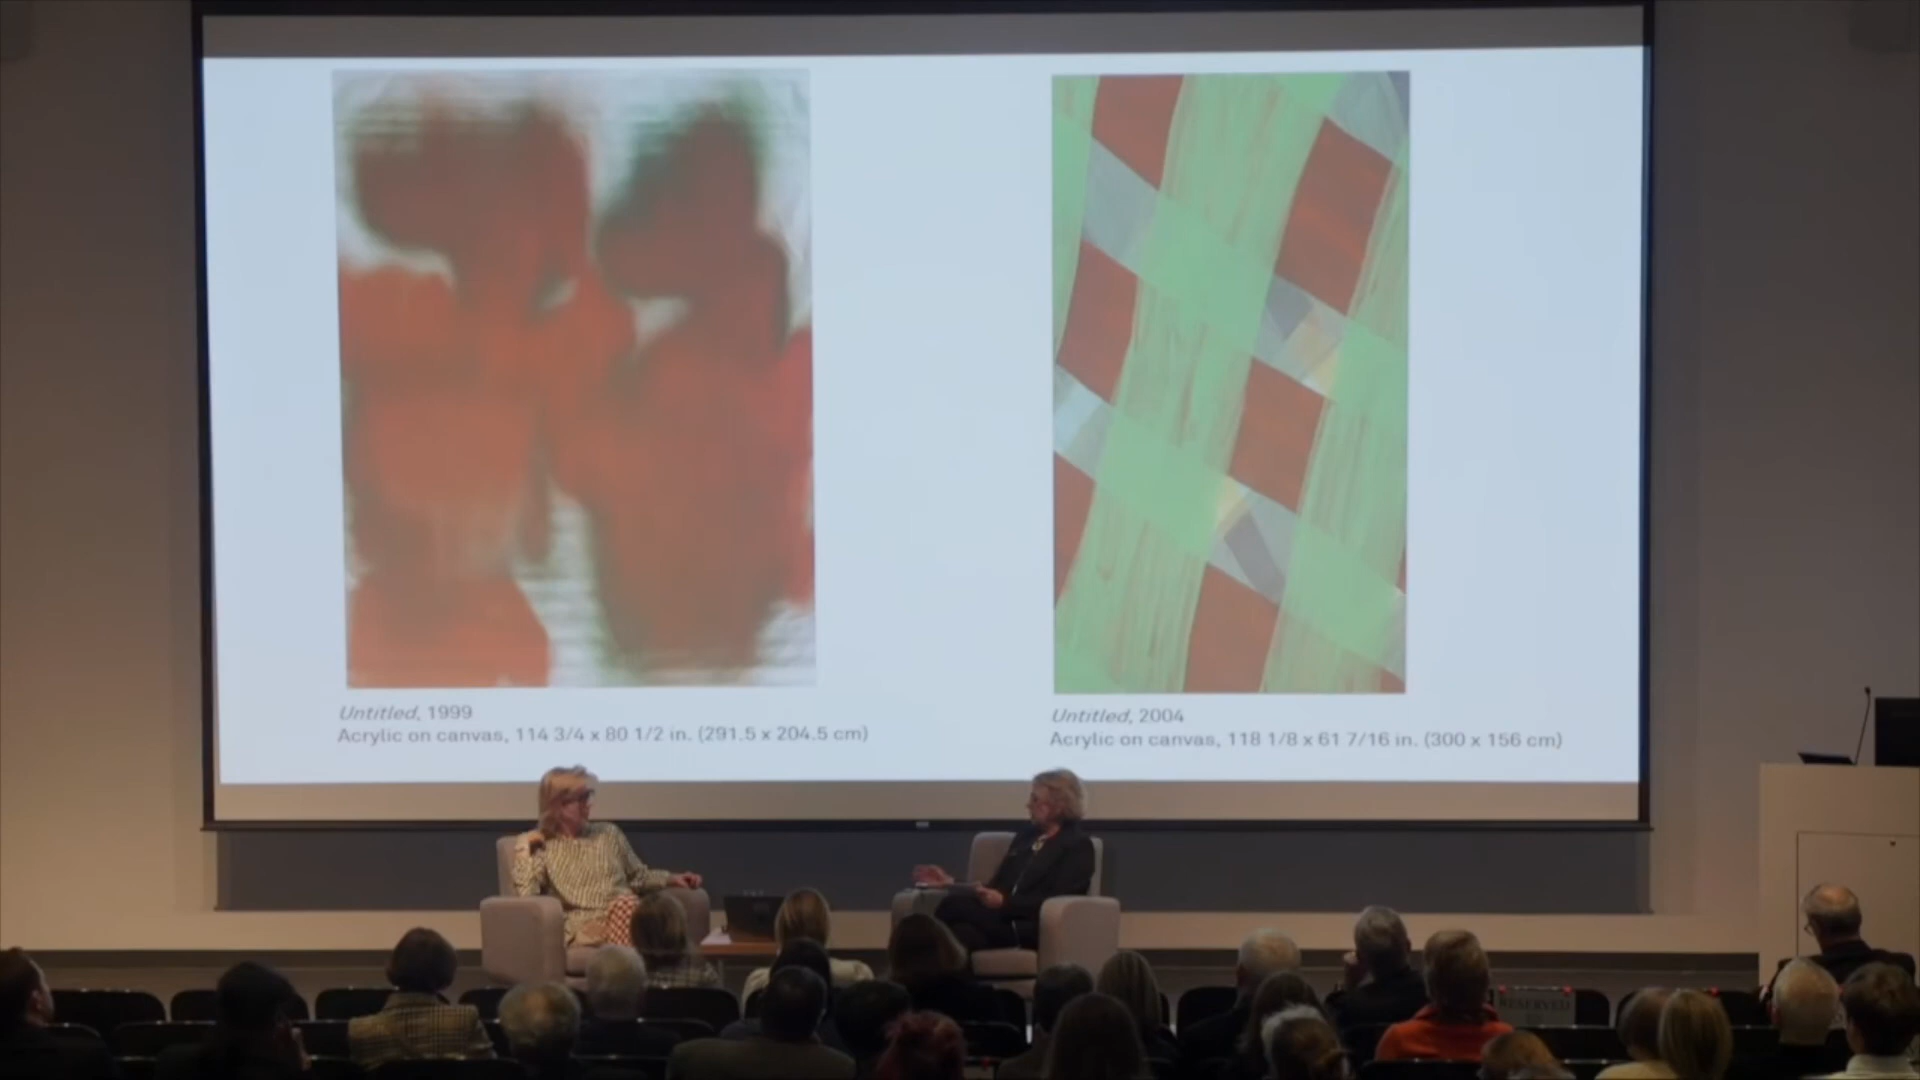 Untitled, 1999
Acrylic on canvas, 114 3/4 x 80 1/2 in. (291.5 x 204.5 cm)
Untitled, 2004
Acrylic on canvas, 118 1/8 x 61 7/16 in. (300 x 156 cm)
RESERVED